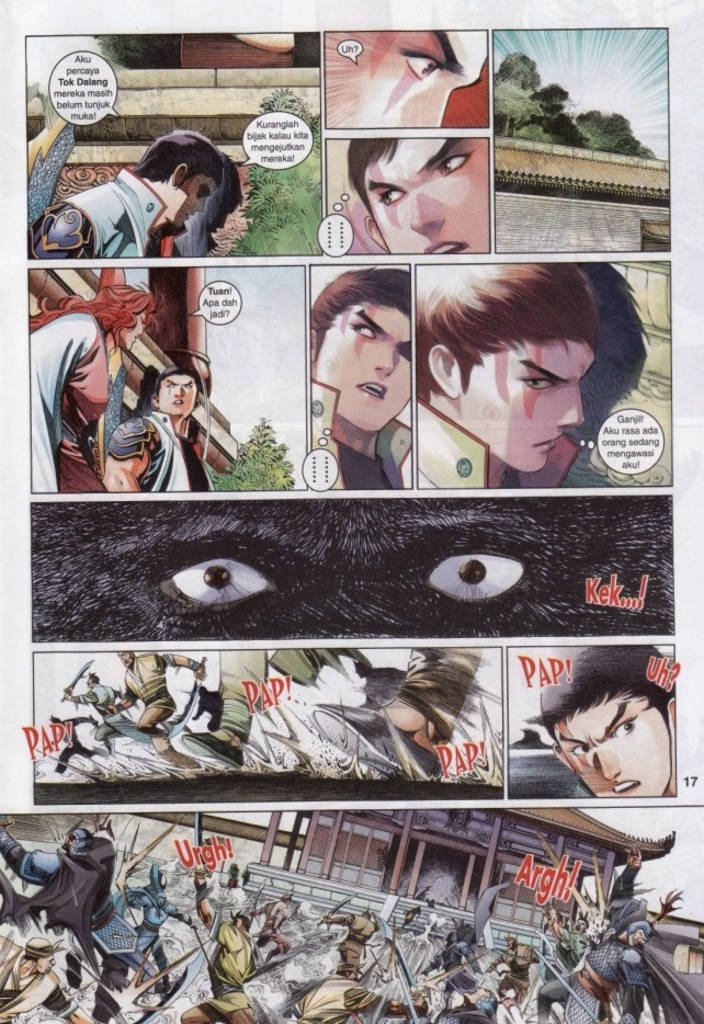 Aku
percaya
Tok Dalang
mereka masih
belum tunjuk
muka!
Kuranglah
bijak kalau kita
mengejutkan
mereka!
Uh?
Tuan!
Apa dah
jadi?
Ganjil!
Aku rasa ada
orang sedang
mengawasi
aku!
Kek....!
PAP!
PAP!
PAP!
PAP!
Uh?
17
Urgh!
Argh!